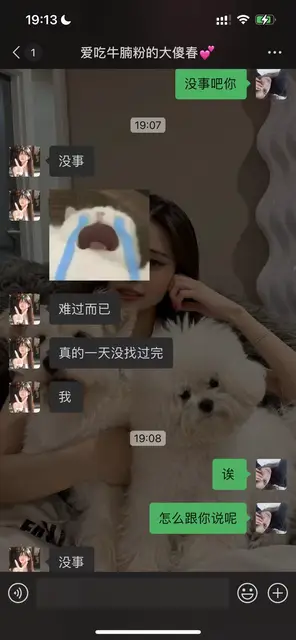 19:13
1
爱吃牛腩粉的大傻春💕
没事吧你
19:07
没事
难过而已
真的一天没找过完
我
19:08
诶
怎么跟你说呢
没事